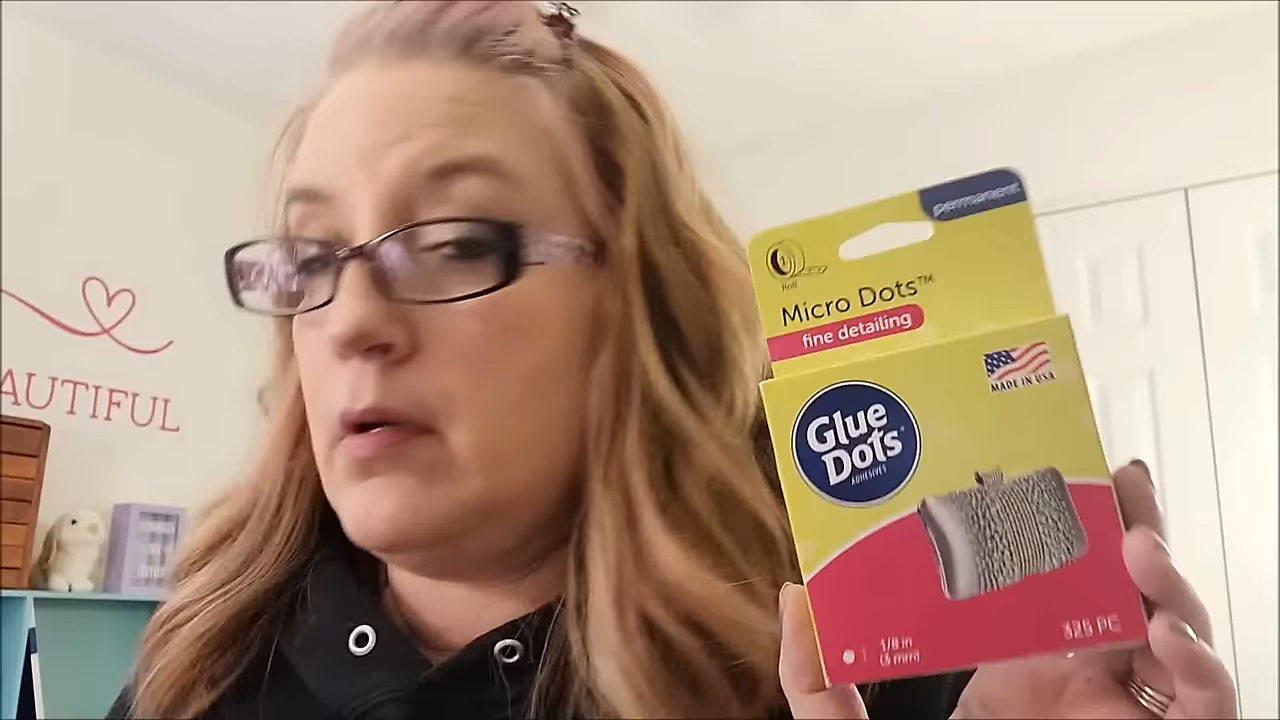 AUTIFUL
permanent
Roll
Micro Dots™
fine detailing
MADE IN USA
Glue
Dots®
ADHESIVES
1/8 in
(3 mm)
325 PC